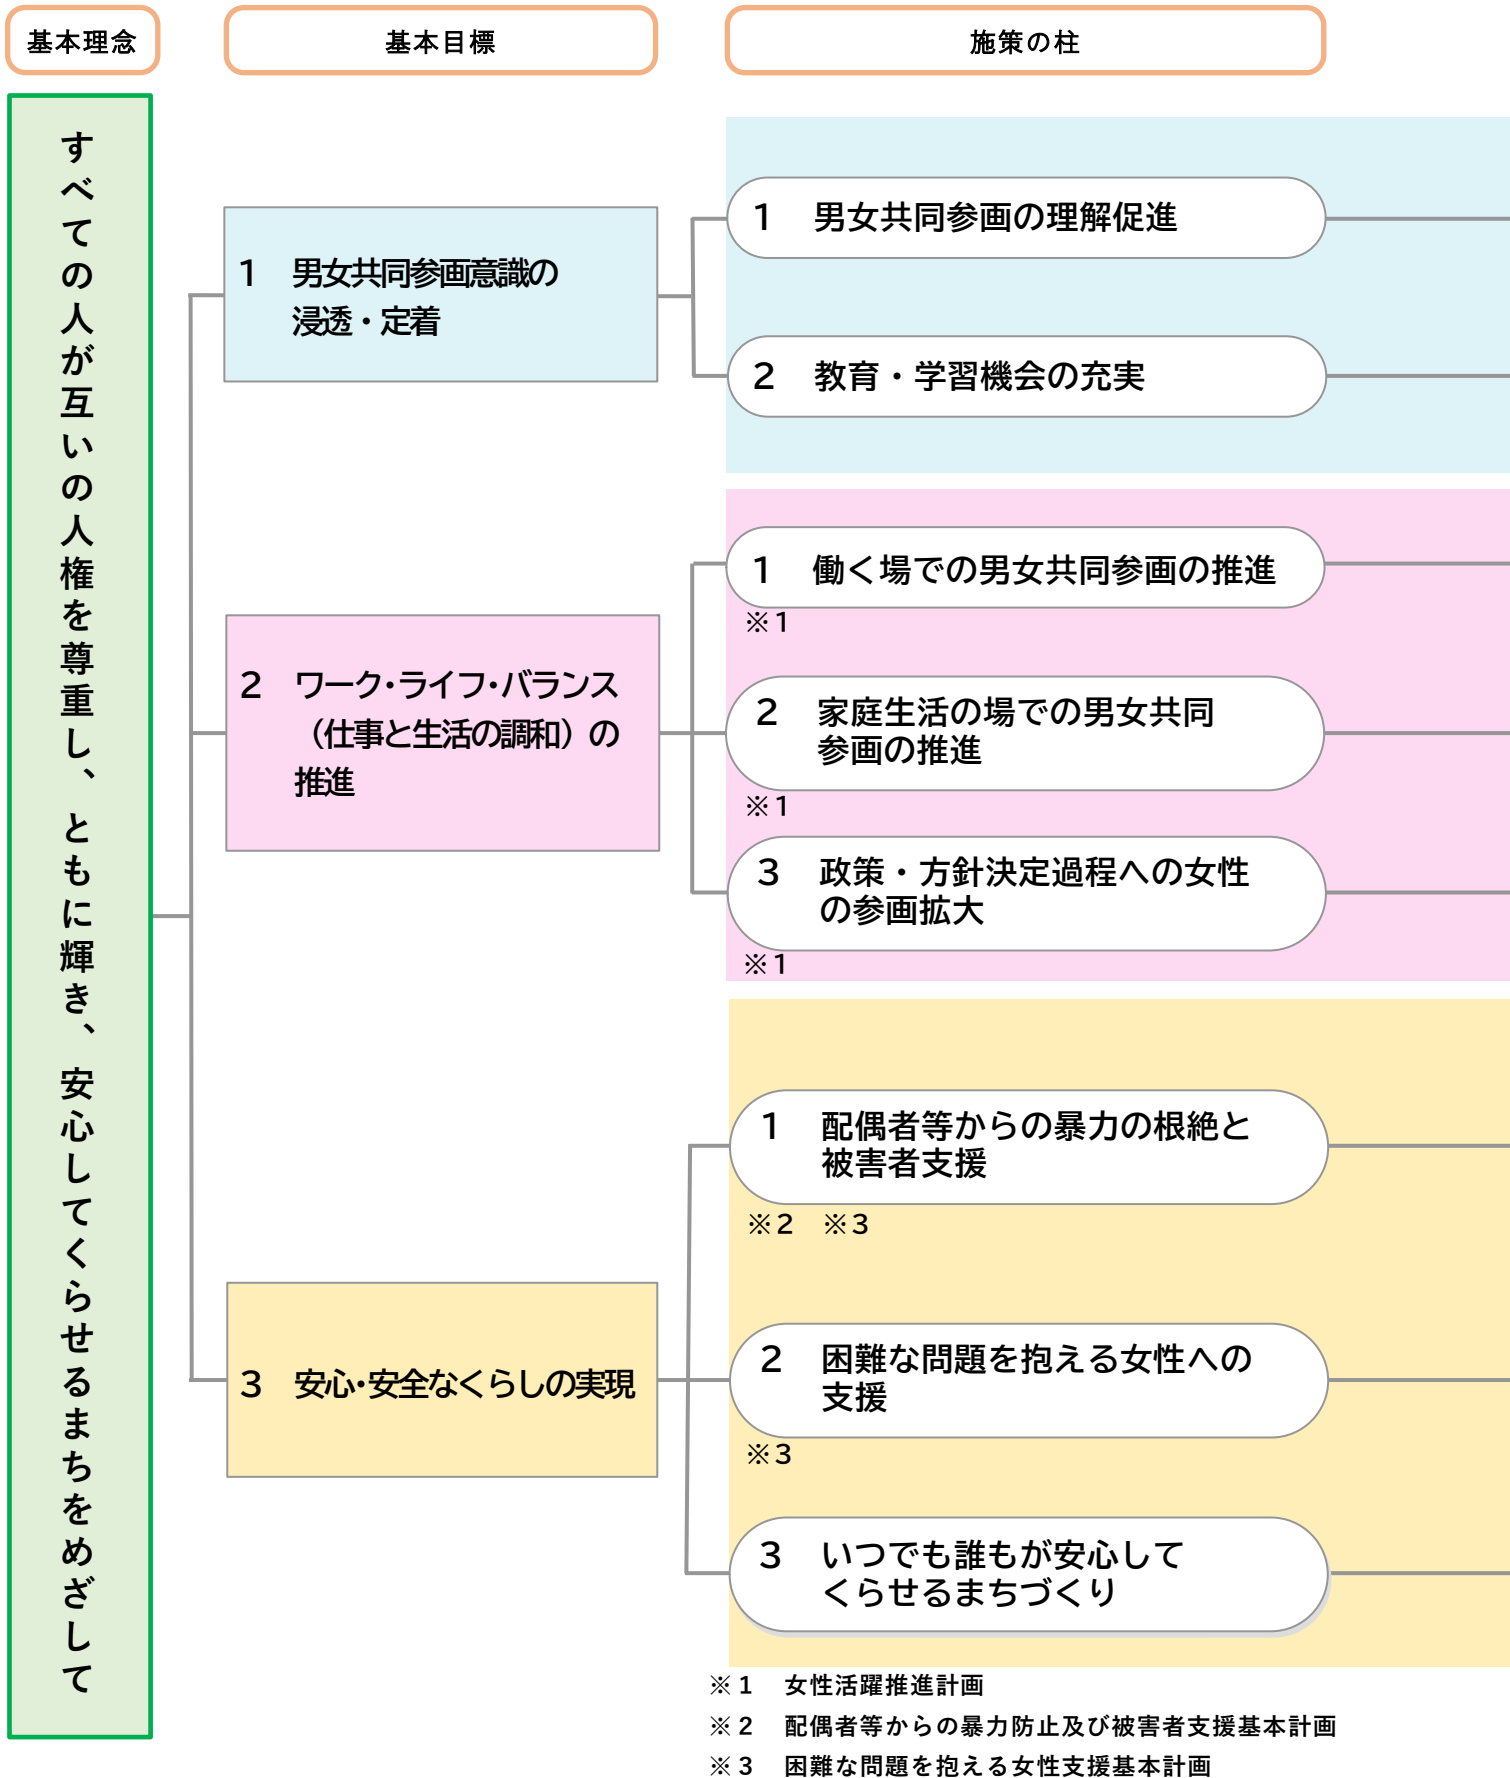 基本理念
基本目標
施策の柱
すべての人が互いの人権を尊重し、ともに輝き、安心してくらせるまちをめざして
1 男女共同参画意識の
浸透・定着
1 男女共同参画の理解促進
2 教育・学習機会の充実
2 ワーク・ライフ・バランス
（仕事と生活の調和）の
推進
1 働く場での男女共同参画の推進
※1
2 家庭生活の場での男女共同
参画の推進
※1
3 政策・方針決定過程への女性
の参画拡大
※1
3 安心・安全なくらしの実現
1 配偶者等からの暴力の根絶と
被害者支援
※2 ※3
2 困難な問題を抱える女性への
支援
※3
3 いつでも誰もが安心して
くらせるまちづくり
※1 女性活躍推進計画
※2 配偶者等からの暴力防止及び被害者支援基本計画
※3 困難な問題を抱える女性支援基本計画